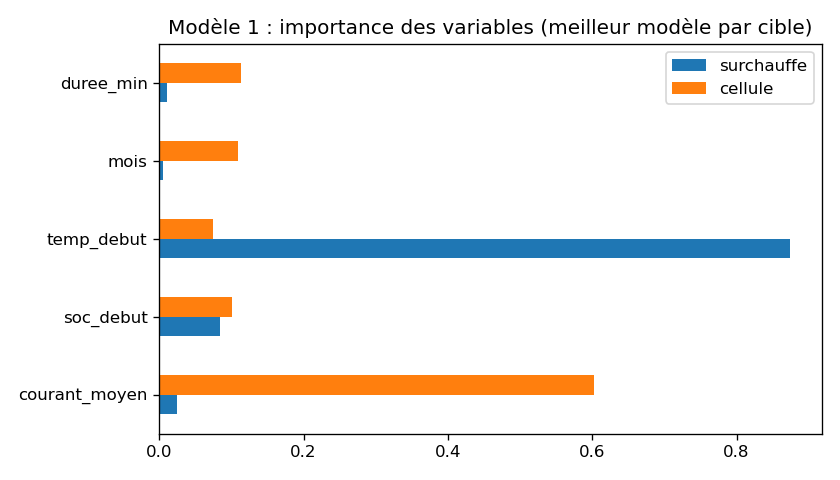 Modèle 1 : importance des variables (meilleur modèle par cible)
surchauffe
cellule
duree_min
mois
temp_debut
soc_debut
courant_moyen
0.0 0.2 0.4 0.6 0.8